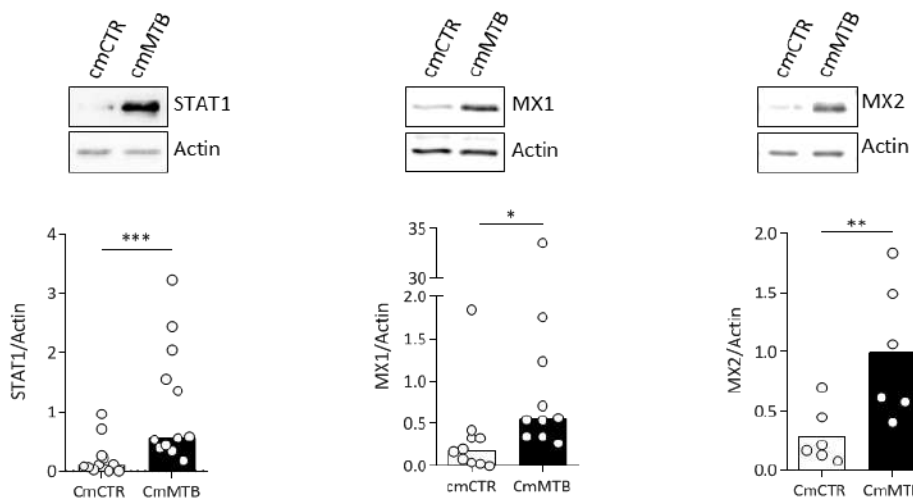 cmCTR cmMTB
STAT1
Actin
cmCTR cmMTB
MX1
Actin
cmCTR cmMTB
MX2
Actin
STAT1/Actin
4
3
2
1
0
***
CmCTR CmMTB
MX1/Actin
35
30
2.0
1.5
1.0
0.5
0.0
*
cmCTR CmMTB
MX2/Actin
2.0
1.5
1.0
0.5
0.0
**
CmCTR CmMTB